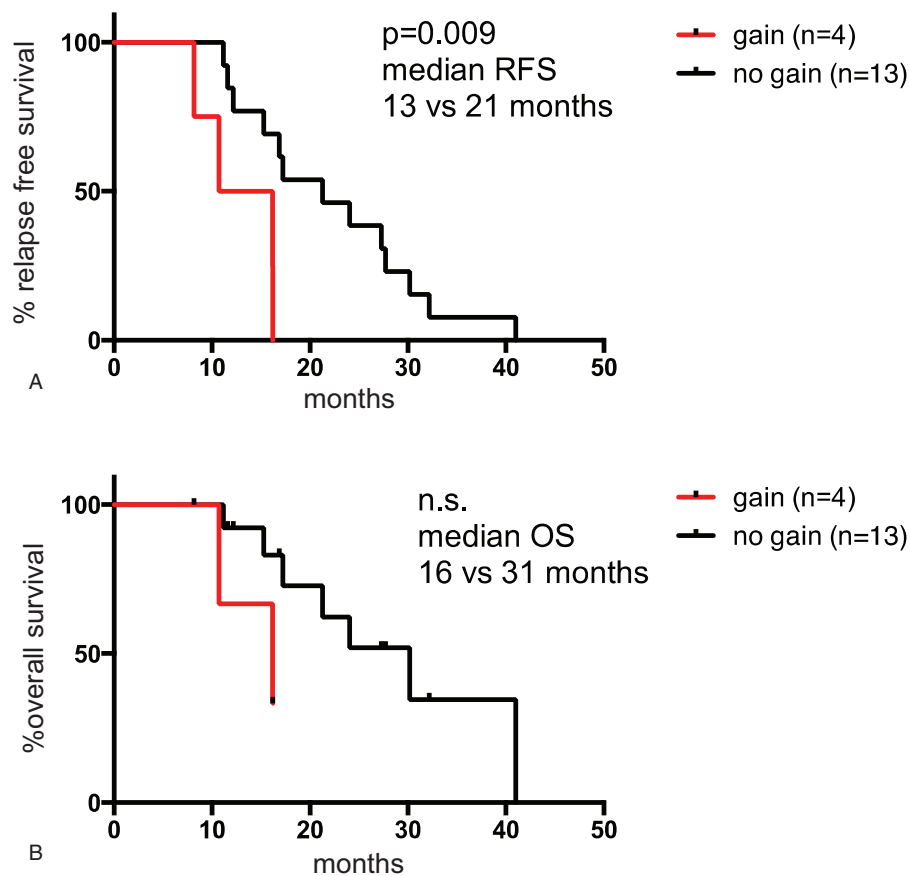 p=0.009
median RFS
13 vs 21 months
gain (n=4)
no gain (n=13)
% relapse free survival
100
50
0
0 10 20 30 40 50
months
A
n.s.
median OS
16 vs 31 months
gain (n=4)
no gain (n=13)
%overall survival
100
50
0
0 10 20 30 40 50
months
B